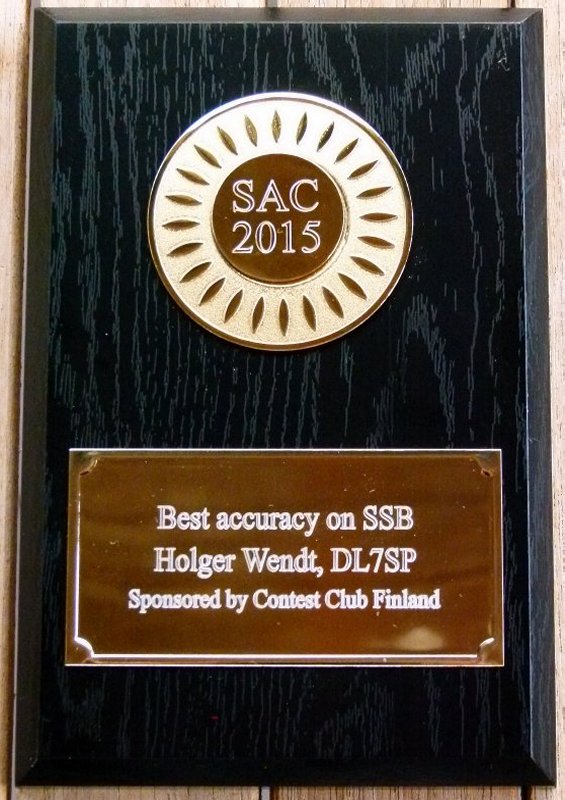 SAC
2015
Best accuracy on SSB
Holger Wendt, DL7SP
Sponsored by Contest Club Finland